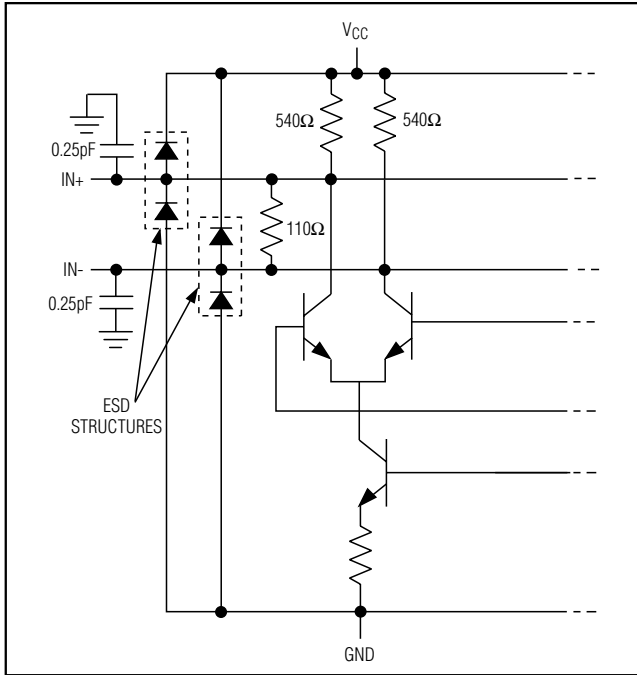 VCC
540Ω
540Ω
0.25pF
IN+
110Ω
IN-
0.25pF
ESD
STRUCTURES
GND